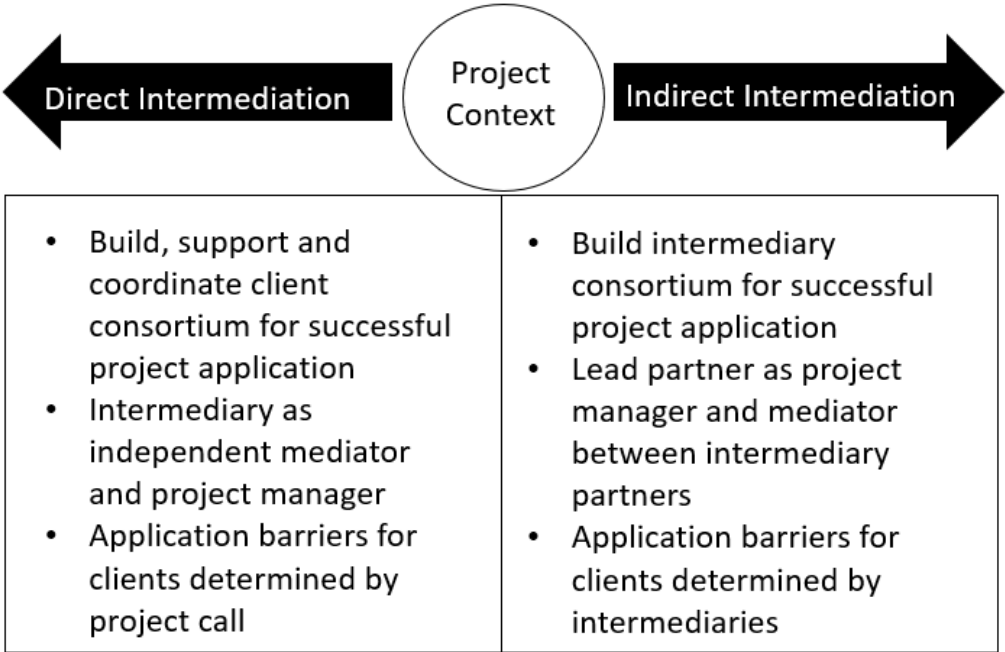 Direct Intermediation
Project
Context
Indirect Intermediation
• Build, support and
coordinate client
consortium for successful
project application
• Intermediary as
independent mediator
and project manager
• Application barriers for
clients determined by
project call
• Build intermediary
consortium for successful
project application
• Lead partner as project
manager and mediator
between intermediary
partners
• Application barriers for
clients determined by
intermediaries